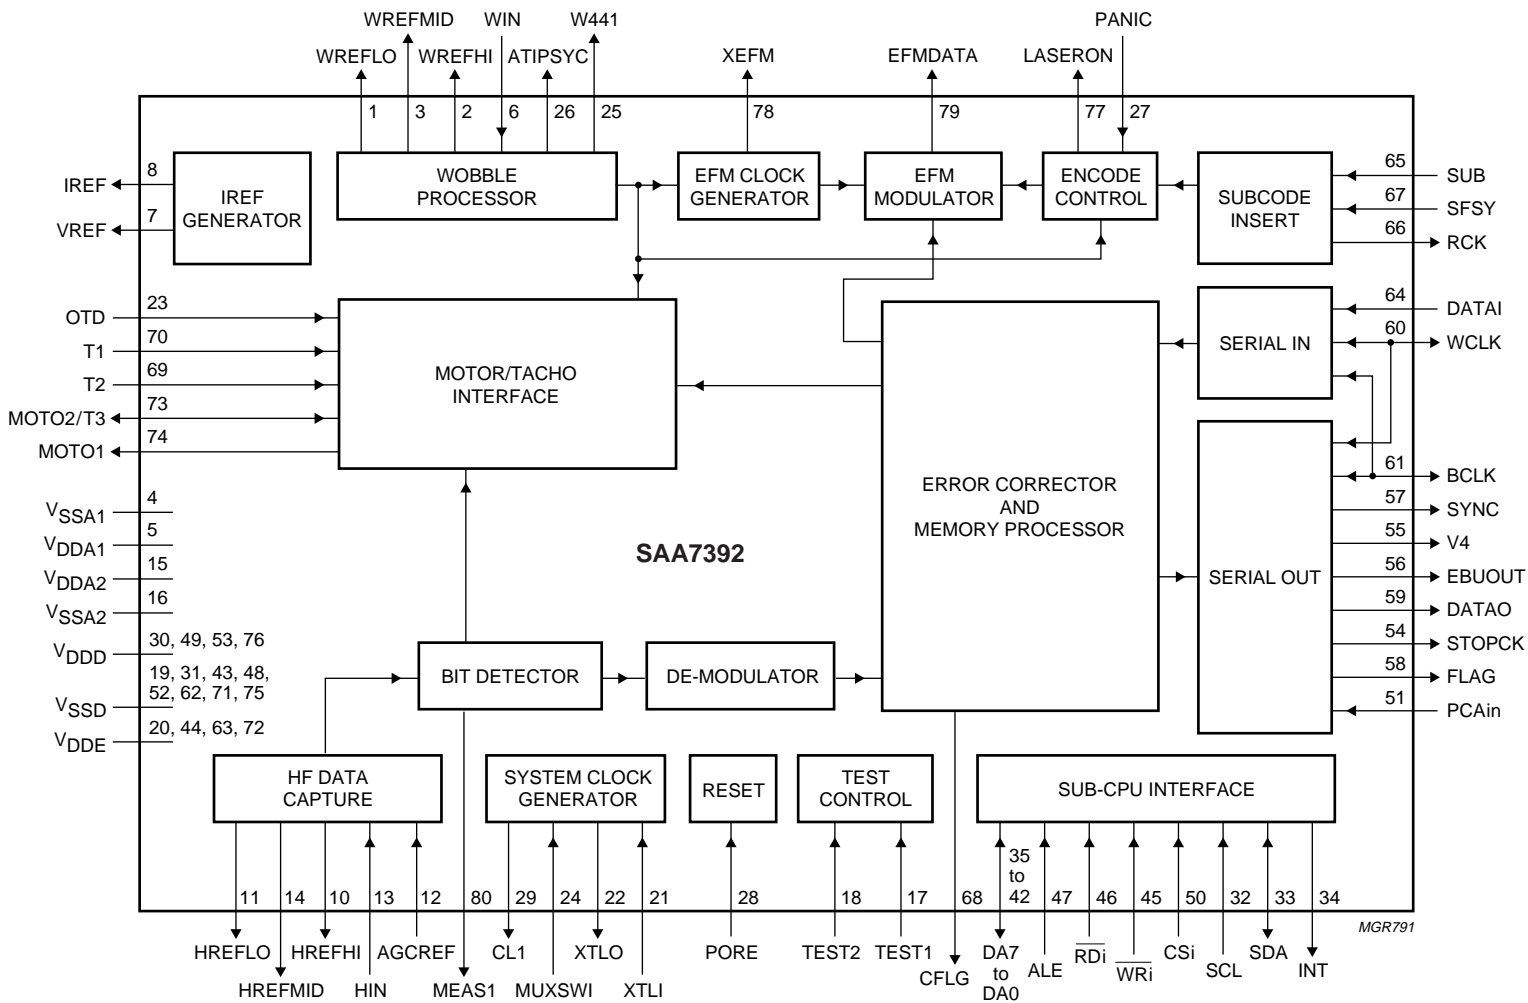 WREFMID WIN W441 PANIC
WREFLO WREFHI ATIPSYC XEFM EFMDATA LASERON
1 3 2 6 26 25 78 79 77 27
IREF 8
VREF 7
IREF
GENERATOR
WOBBLE
PROCESSOR
EFM CLOCK
GENERATOR
EFM
MODULATOR
ENCODE
CONTROL
SUBCODE
INSERT
65 SUB
67 SFSY
66 RCK
OTD 23
T1 70
T2 69
MOTO2/T3 73
MOTO1 74
MOTOR/TACHO
INTERFACE
ERROR CORRECTOR
AND
MEMORY PROCESSOR
SERIAL IN
64 DATAI
60 WCLK
SERIAL OUT
61 BCLK
57 SYNC
55 V4
56 EBUOUT
59 DATAO
54 STOPCK
58 FLAG
51 PCAin
VSSA1 4
VDDA1 5
VDDA2 15
VSSA2 16
VDDD 30, 49, 53, 76
19, 31, 43, 48,
VSSD 52, 62, 71, 75
VDDE 20, 44, 63, 72
SAA7392
BIT DETECTOR
DE-MODULATOR
HF DATA
CAPTURE
SYSTEM CLOCK
GENERATOR
RESET
TEST
CONTROL
SUB-CPU INTERFACE
35
to
11 14 10 13 12 80 29 24 22 21 28 18 17 68 42 47 46 45 50 32 33 34
MGR791
HREFLO HREFHI AGCREF CL1 XTLO PORE TEST2 TEST1
HREFMID HIN MEAS1 MUXSWI XTLI
CFLG
DA7
to
DA0
ALE
RDi
WRi
CSi
SCL
SDA
INT